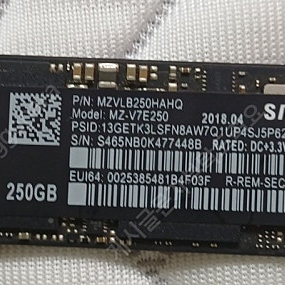 P/N: MZVLB250HAHQ
Model: MZ-V7E250
2018.04
PSID: 13GETK3LSFN8AW7Q1UP4SJ5P62
S/N: S465NB0K477448B
RATED: DC+3.3V
EUI64: 0025385481B4F03F
R-REM-SEC
250GB